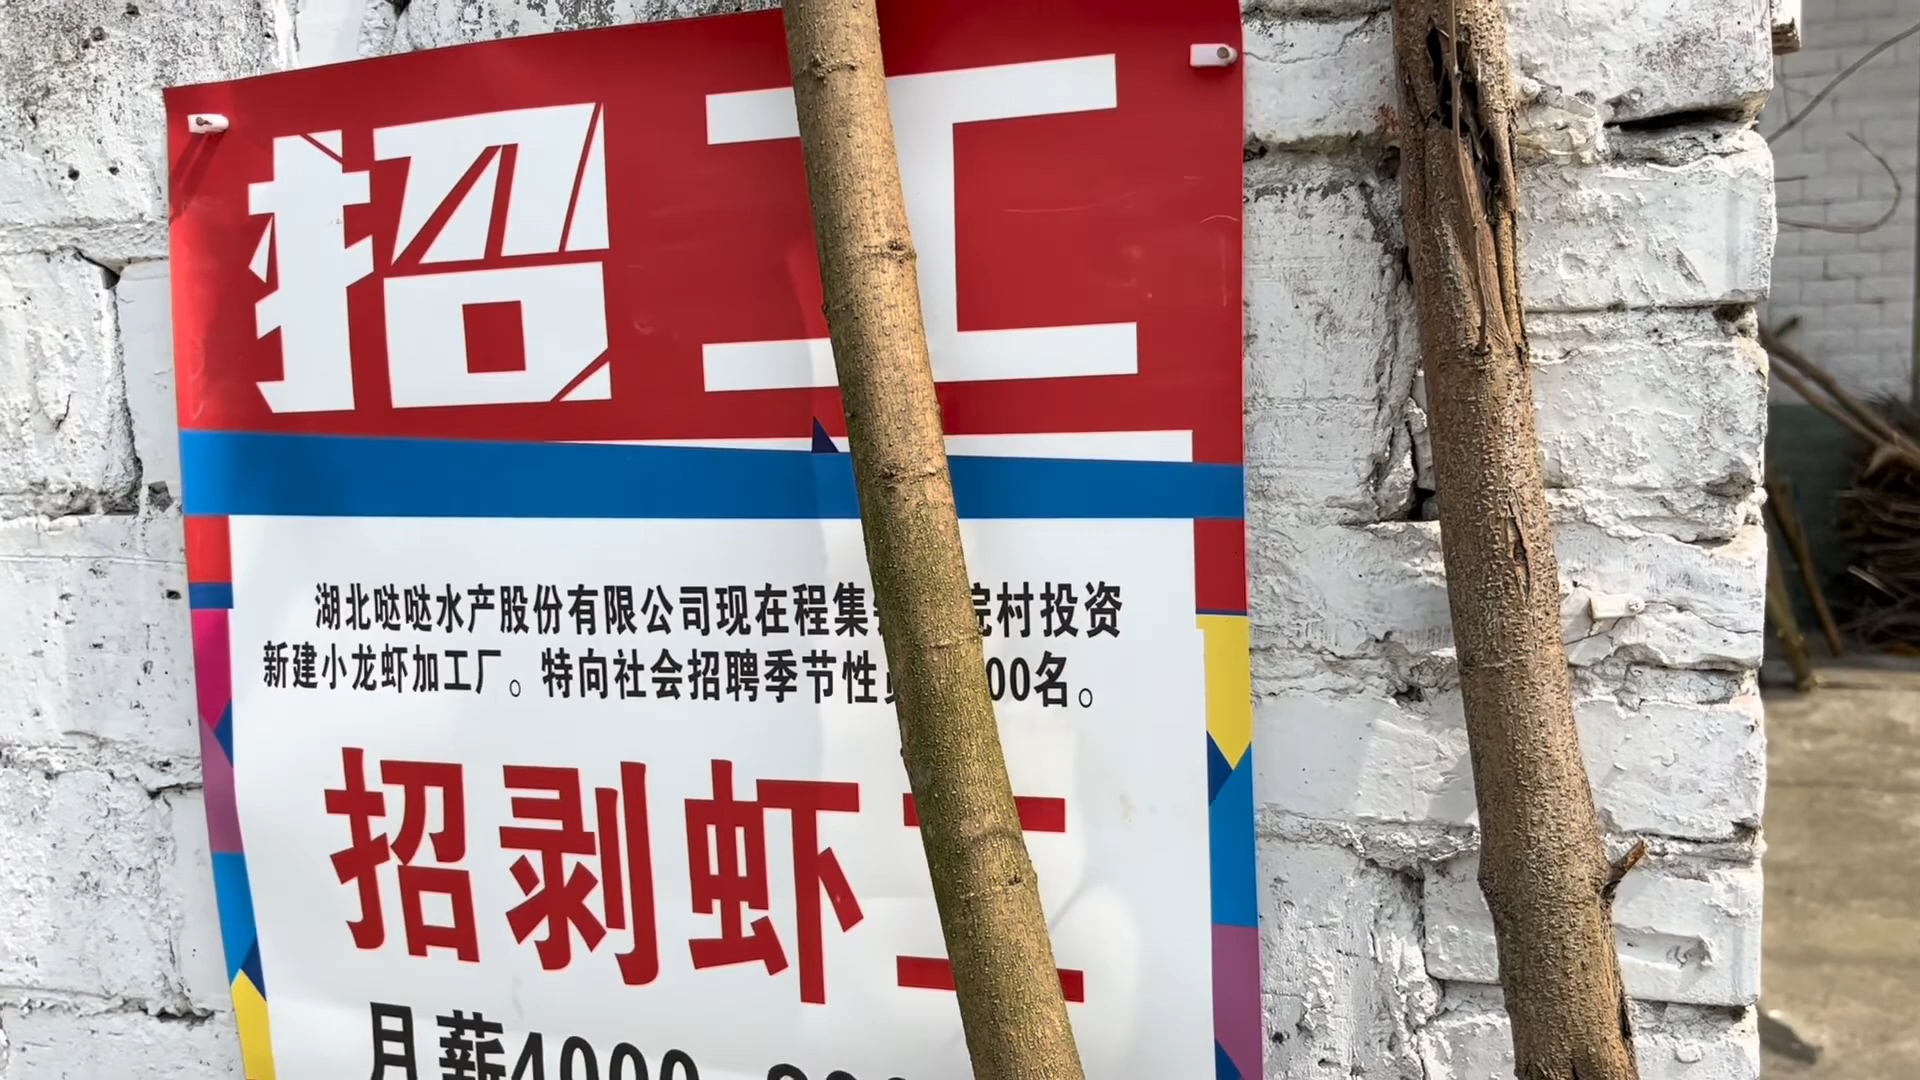 招工
湖北哒哒水产股份有限公司现在程集 院村投资
新建小龙虾加工厂。特向社会招聘季节性 00名。
招剥虾工
月薪4000